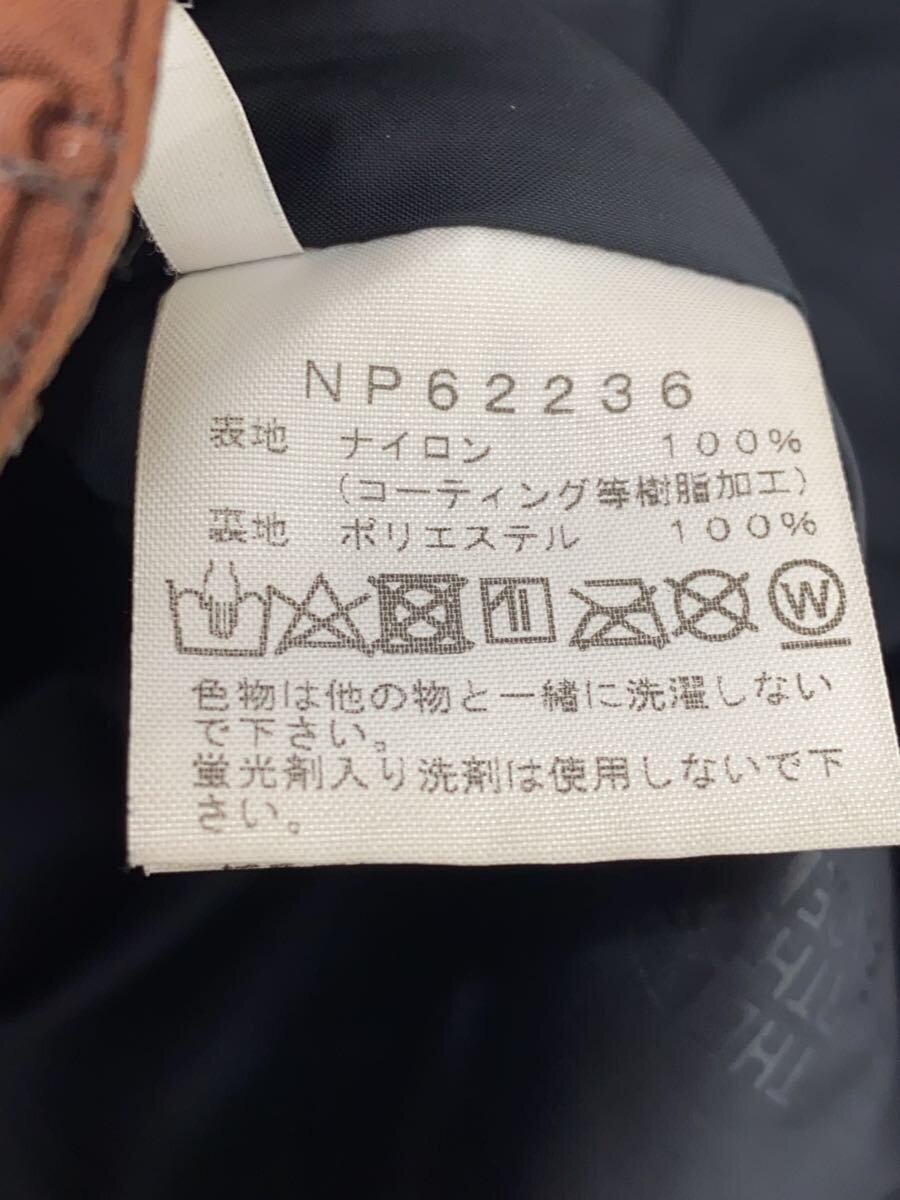 NP62236
表地 ナイロン 100%
(コーティング等樹脂加工)
裏地 ポリエステル 100%
W
色物は他の物と一緒に洗濯しない
で下さい。
蛍光剤入り洗剤は使用しないで下
さい。